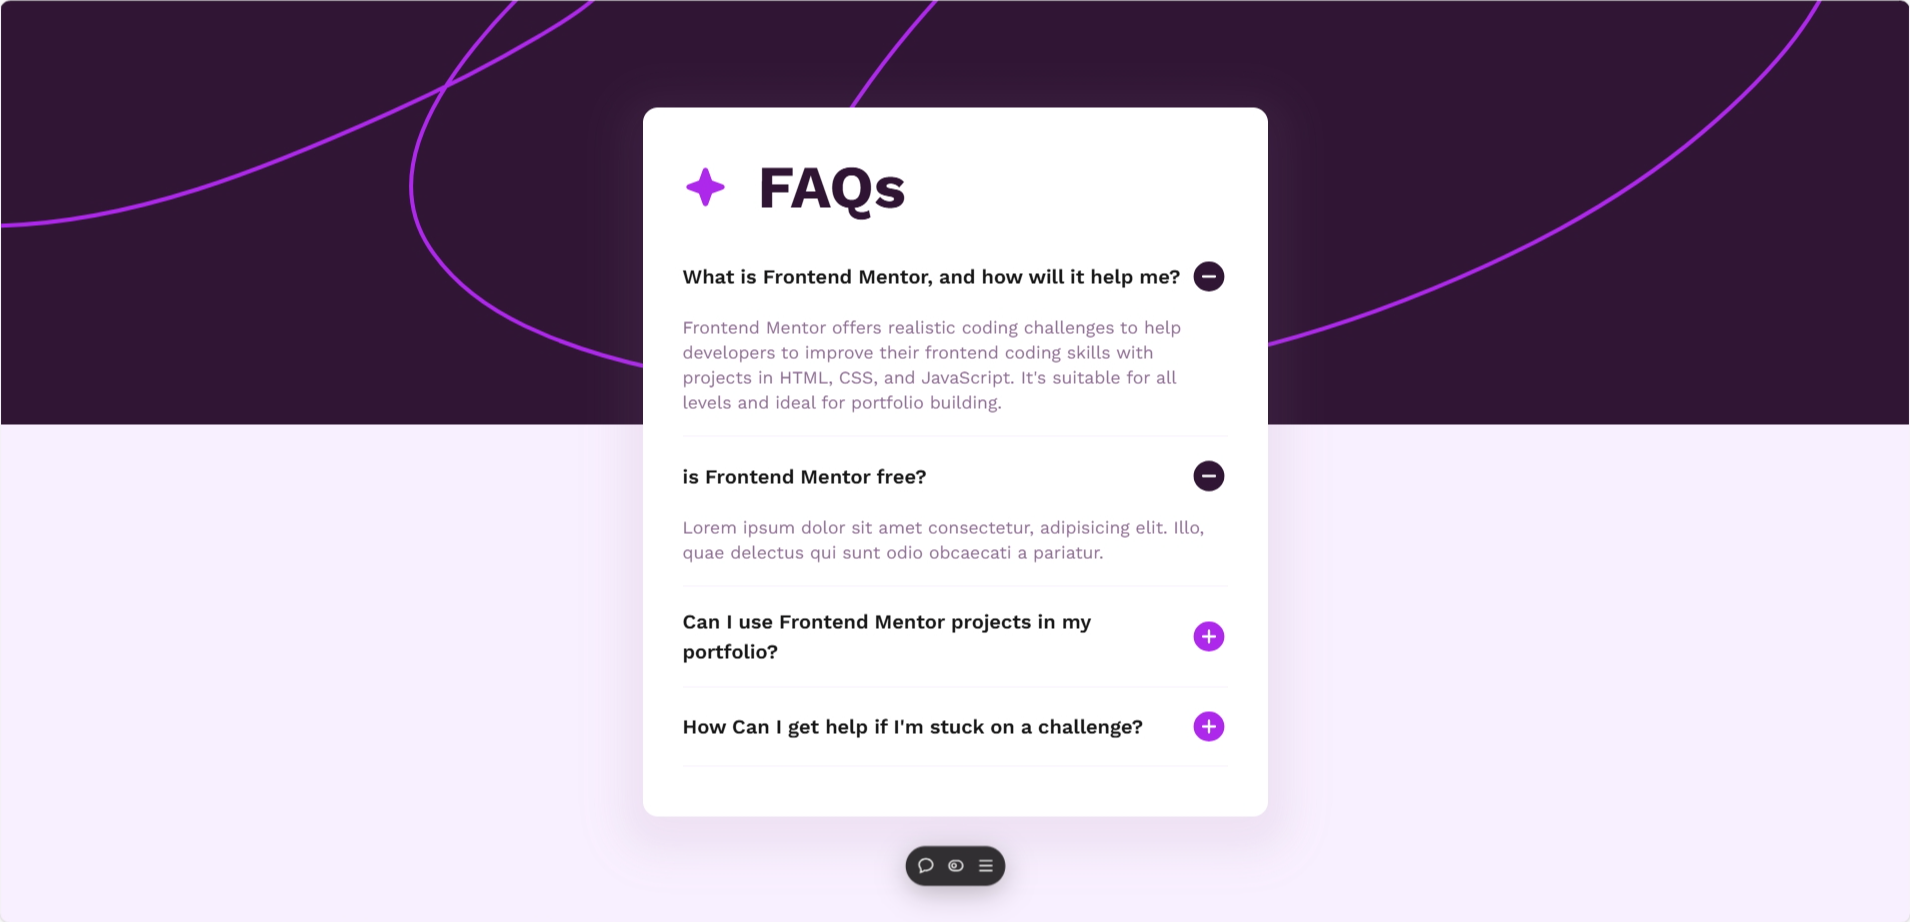 FAQs
What is Frontend Mentor, and how will it help me?
Frontend Mentor offers realistic coding challenges to help
developers to improve their frontend coding skills with
projects in HTML, CSS, and JavaScript. It's suitable for all
levels and ideal for portfolio building.
is Frontend Mentor free?
Lorem ipsum dolor sit amet consectetur, adipisicing elit. Illo,
quae delectus qui sunt odio obcaecati a pariatur.
Can I use Frontend Mentor projects in my
portfolio?
How Can I get help if I'm stuck on a challenge?